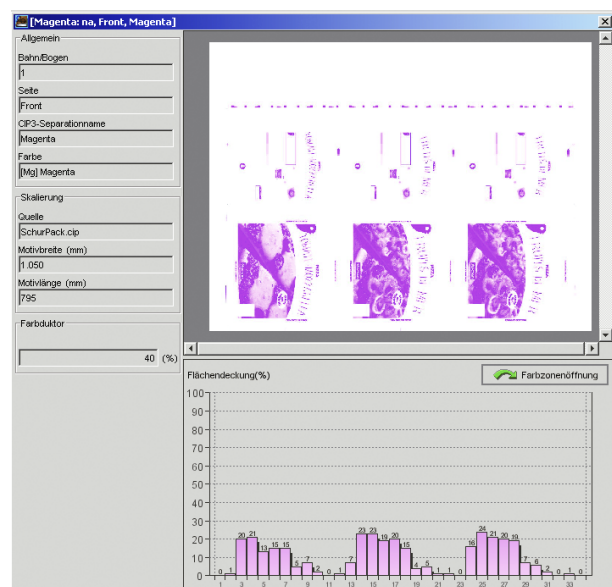 [Magenta: na, Front, Magenta]
Allgemein
Bahn/Bogen
1
Seite
Front
CIP3-Separationname
Magenta
Farbe
[Mg] Magenta
Skalierung
Quelle
SchurPack.cip
Motivbreite (mm)
1.050
Motivlänge (mm)
795
Farbduktor
40 (%)
Flächendeckung(%)
Farbzonenöffnung
100
90
80
70
60
50
40
30
20
10
0
0 1 20 21 13 15 15 5 7 2 0 1 7 23 23 19 20 15 4 5 1 1 0 16 24 21 20 19 7 6 2 0 1 0
1 3 5 7 9 11 13 15 17 19 21 23 25 27 29 31 33